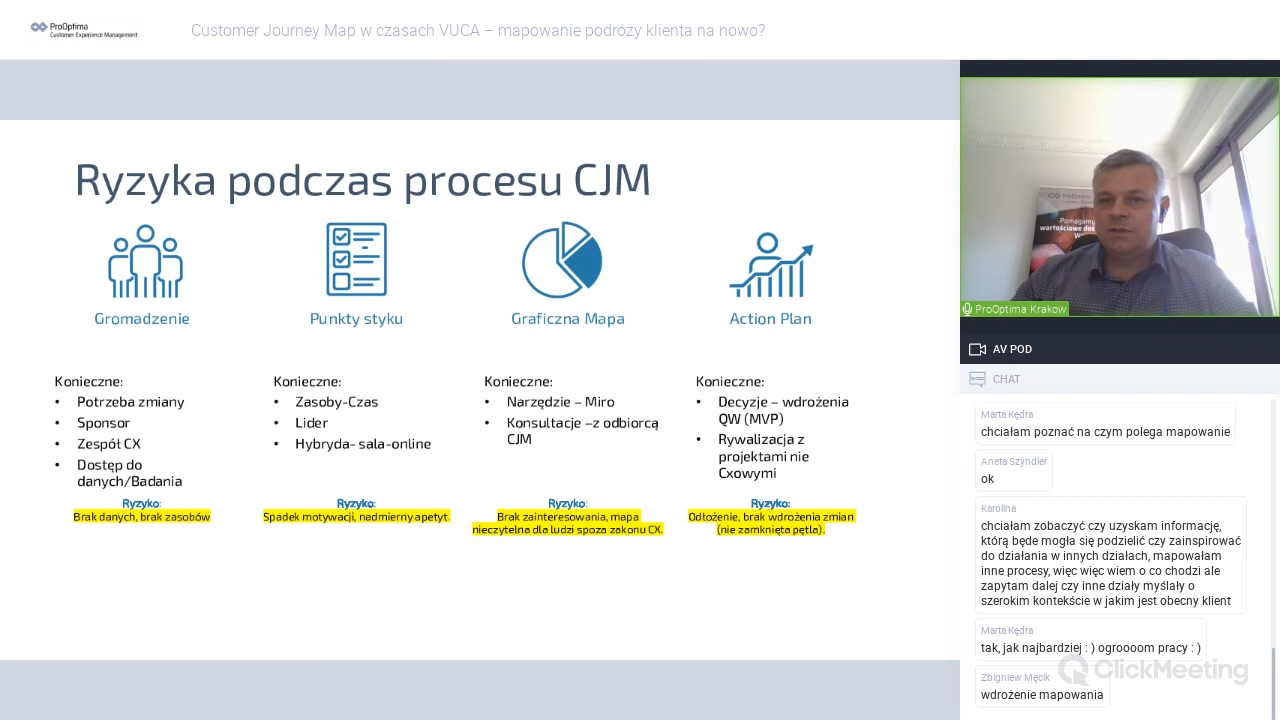 ProOptima
Customer Experience Management
Customer Journey Map w czasach VUCA – mapowanie podróży klienta na nowo?
Ryzyka podczas procesu CJM
Gromadzenie
Punkty styku
Graficzna Mapa
Action Plan
Konieczne:
• Potrzeba zmiany
• Sponsor
• Zespół CX
• Dostęp do
danych/Badania
Ryzyko:
Brak danych, brak zasobów
Konieczne:
• Zasoby-Czas
• Lider
• Hybryda- sala-online
Ryzyko:
Spadek motywacji, nadmierny apetyt.
Konieczne:
• Narzędzie – Miro
• Konsultacje –z odbiorcą
CJM
Ryzyko:
Brak zainteresowania, mapa
nieczytelna dla ludzi spoza zakonu CX.
Konieczne:
• Decyzje – wdrożenia
QW (MVP)
• Rywalizacja z
projektami nie
Cxowymi
Ryzyko:
Odłożenie, brak wdrożenia zmian
(nie zamknięta pętla).
ProOptima
Pomagamy
wartościowe doś
ProOptima Krakow
AV POD
CHAT
Marta Kędra
chciałam poznać na czym polega mapowanie
Aneta Szyndler
ok
Karolina
chciałam zobaczyć czy uzyskam informację,
którą będe mogła się podzielić czy zainspirować
do działania w innych działach, mapowałam
inne procesy, więc więc wiem o co chodzi ale
zapytam dalej czy inne działy myślały o
szerokim kontekście w jakim jest obecny klient
Marta Kędra
tak, jak najbardziej : ) ogroooom pracy : )
Zbigniew Męcik
wdrożenie mapowania
ClickMeeting